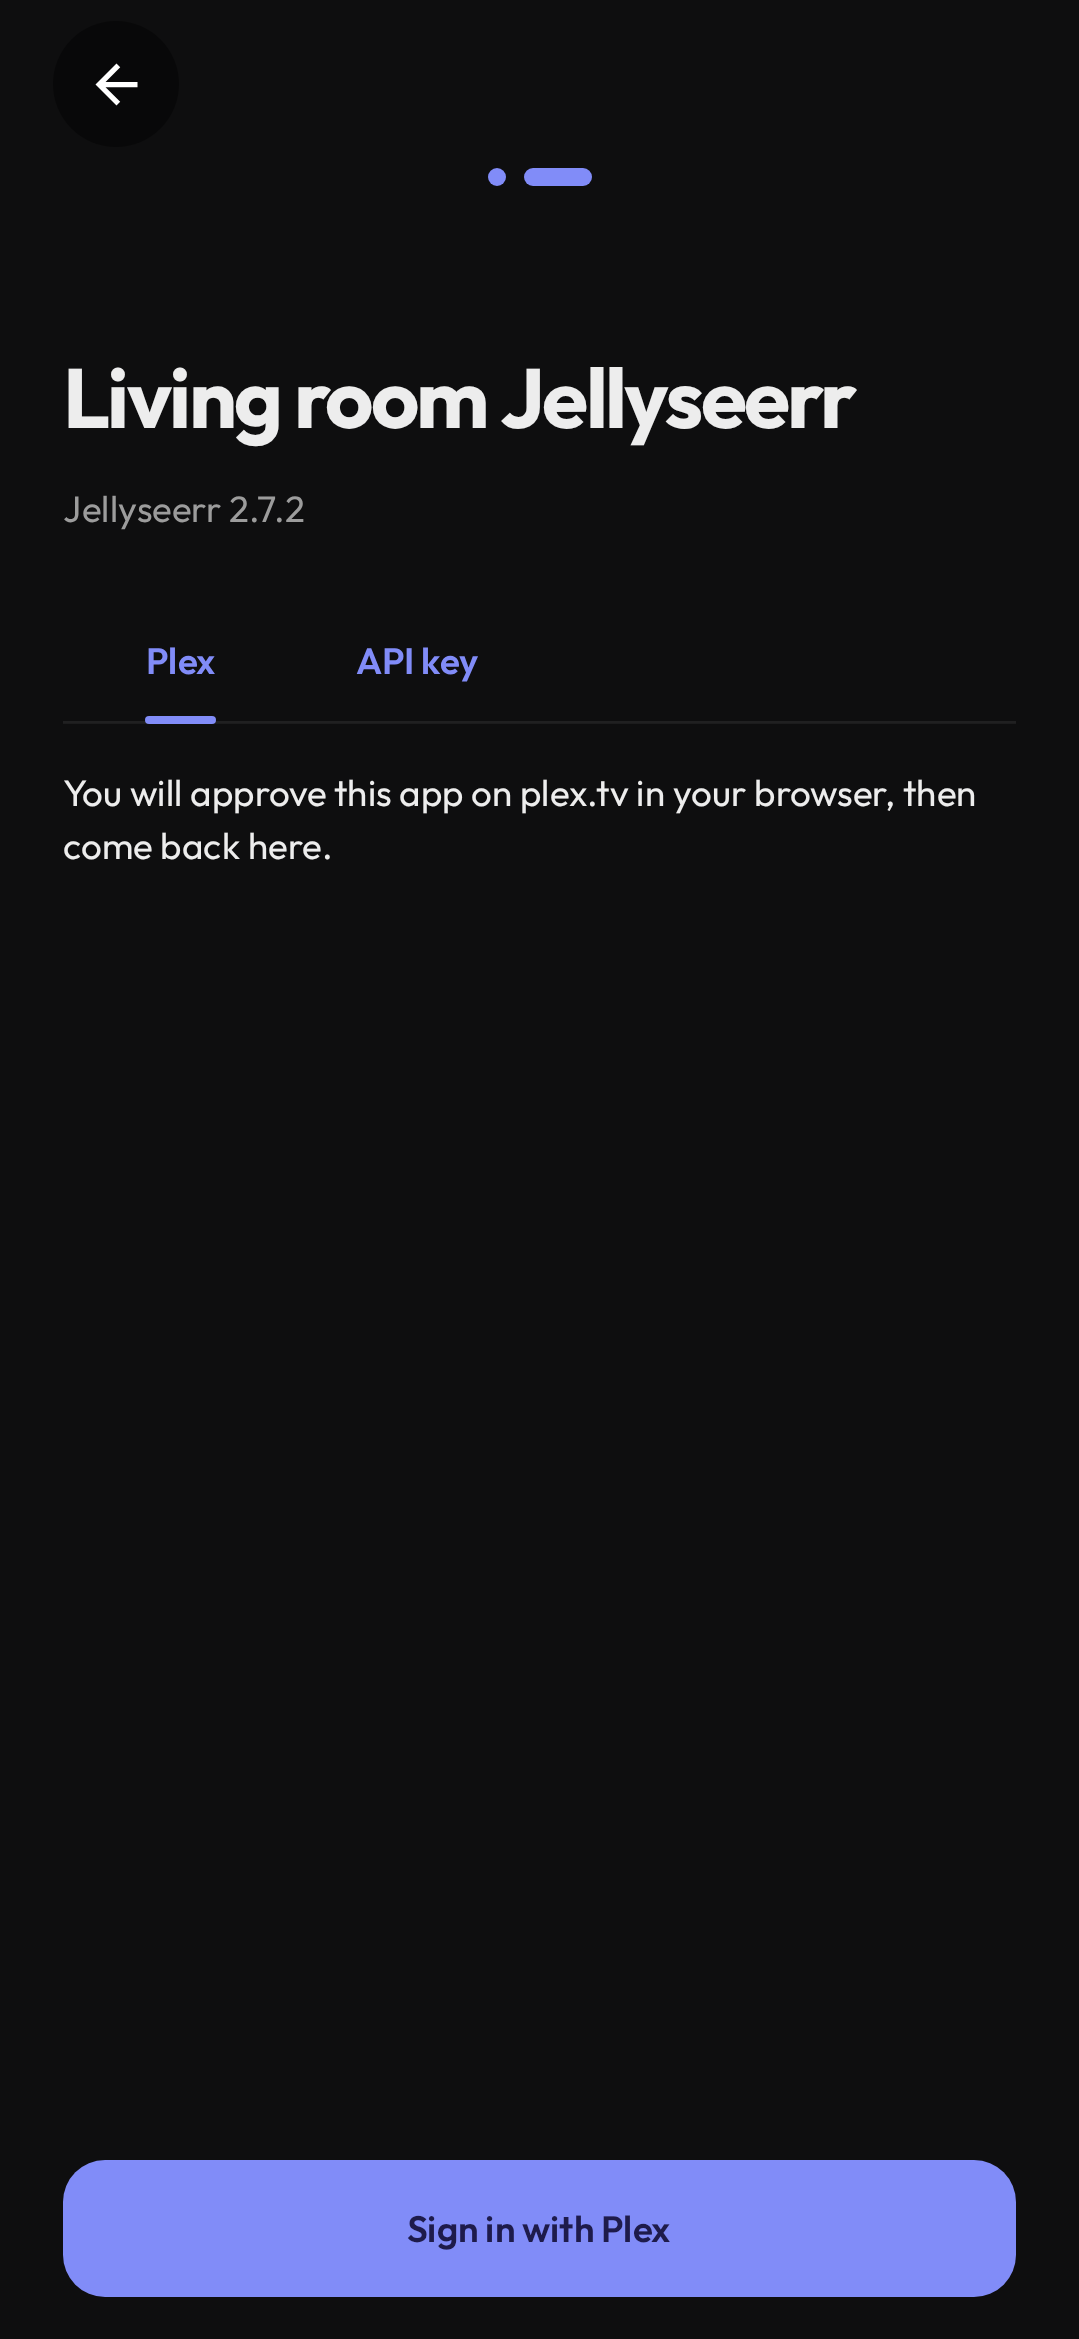 Living room Jellyseerr
Jellyseerr 2.7.2
Plex
API key
You will approve this app on plex.tv in your browser, then
come back here.
Sign in with Plex